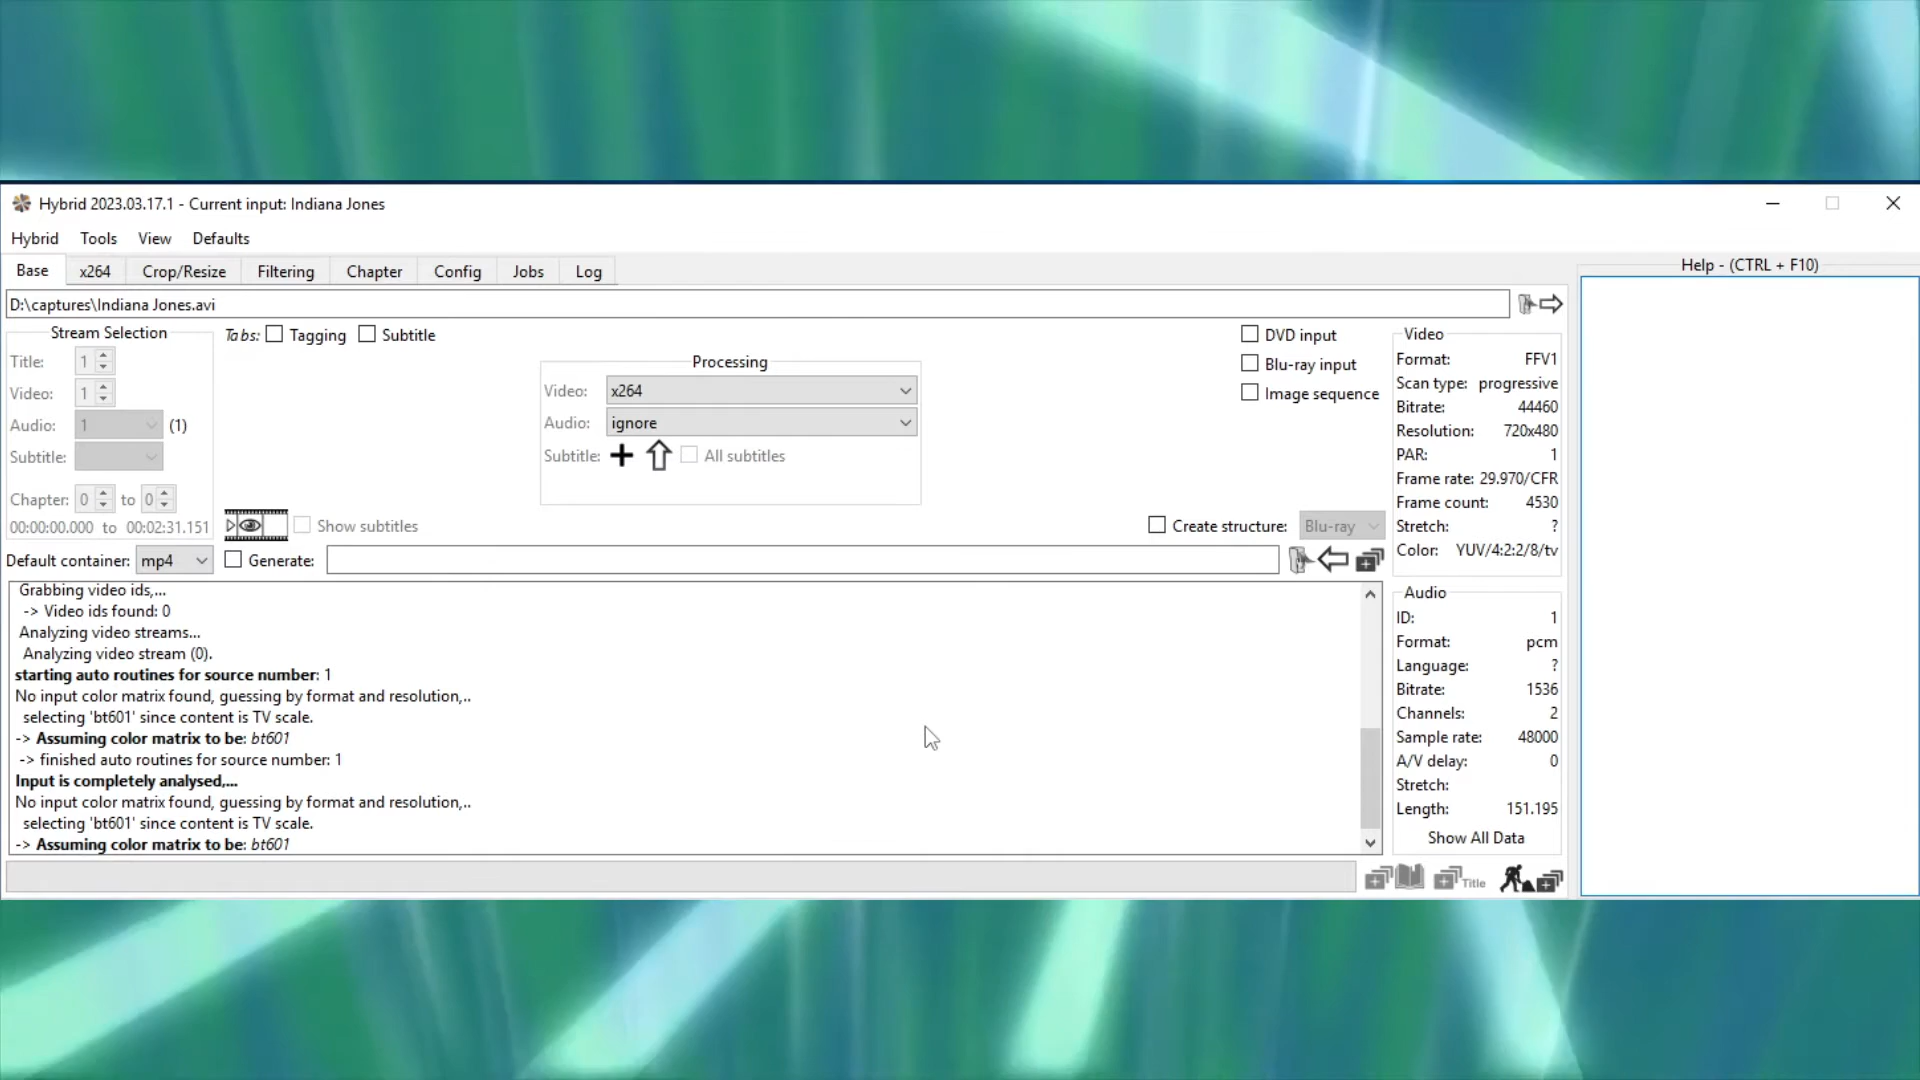 Hybrid 2023.03.17.1 - Current input: Indiana Jones
Hybrid Tools View Defaults
Base x264 Crop/Resize Filtering Chapter Config Jobs Log
Help - (CTRL + F10)
D:\captures\Indiana Jones.avi
Stream Selection
Title: 1
Video: 1
Audio: 1 (1)
Subtitle:
Chapter: 0 to 0
00:00:00.000 to 00:02:31.151
Tabs: Tagging Subtitle
Processing
Video: x264
Audio: ignore
Subtitle: All subtitles
DVD input
Blu-ray input
Image sequence
Show subtitles
Create structure: Blu-ray
Default container: mp4 Generate:
Grabbing video ids,...
-> Video ids found: 0
Analyzing video streams...
Analyzing video stream (0).
starting auto routines for source number: 1
No input color matrix found, guessing by format and resolution,..
selecting 'bt601' since content is TV scale.
-> Assuming color matrix to be: bt601
-> finished auto routines for source number: 1
Input is completely analysed,...
No input color matrix found, guessing by format and resolution,..
selecting 'bt601' since content is TV scale.
-> Assuming color matrix to be: bt601
Video
Format: FFV1
Scan type: progressive
Bitrate: 44460
Resolution: 720x480
PAR: 1
Frame rate: 29.970/CFR
Frame count: 4530
Stretch: ?
Color: YUV/4:2:2/8/tv
Audio
ID: 1
Format: pcm
Language: ?
Bitrate: 1536
Channels: 2
Sample rate: 48000
A/V delay: 0
Stretch:
Length: 151.195
Show All Data
Title